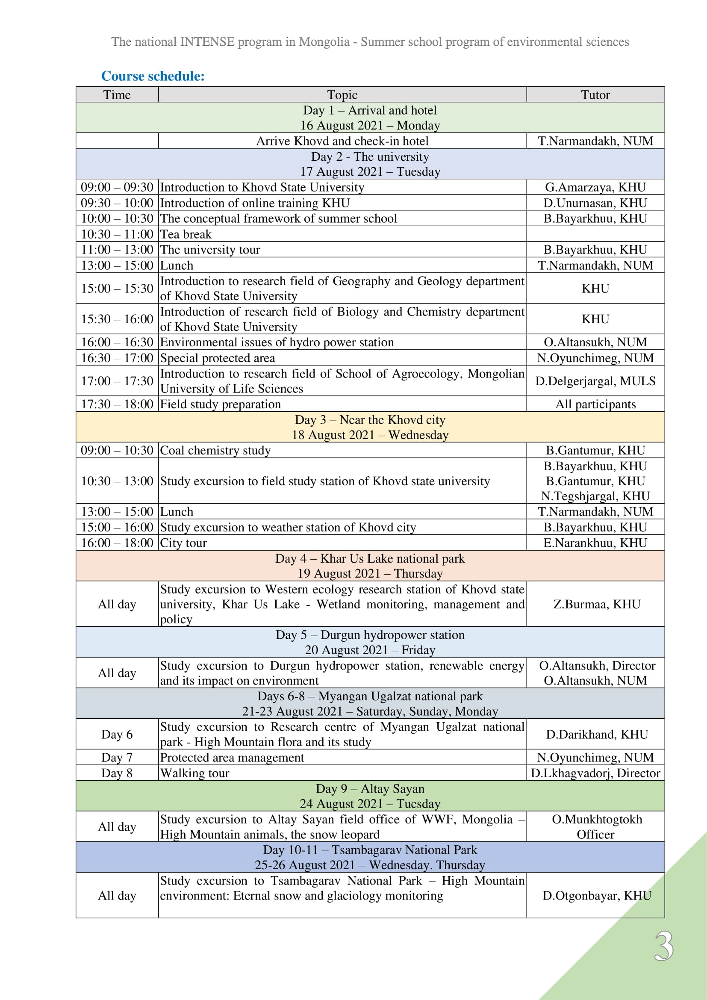 The national INTENSE program in Mongolia - Summer school program of environmental sciences
Course schedule:
Time Topic Tutor
Day 1 – Arrival and hotel
16 August 2021 – Monday
Arrive Khovd and check-in hotel T.Narmandakh, NUM
Day 2 - The university
17 August 2021 – Tuesday
09:00 – 09:30 Introduction to Khovd State University G.Amarzaya, KHU
09:30 – 10:00 Introduction of online training KHU D.Unurnasan, KHU
10:00 – 10:30 The conceptual framework of summer school B.Bayarkhuu, KHU
10:30 – 11:00 Tea break
11:00 – 13:00 The university tour B.Bayarkhuu, KHU
13:00 – 15:00 Lunch T.Narmandakh, NUM
15:00 – 15:30 Introduction to research field of Geography and Geology department
of Khovd State University KHU
15:30 – 16:00 Introduction of research field of Biology and Chemistry department
of Khovd State University KHU
16:00 – 16:30 Environmental issues of hydro power station O.Altansukh, NUM
16:30 – 17:00 Special protected area N.Oyunchimeg, NUM
17:00 – 17:30 Introduction to research field of School of Agroecology, Mongolian
University of Life Sciences D.Delgerjargal, MULS
17:30 – 18:00 Field study preparation All participants
Day 3 – Near the Khovd city
18 August 2021 – Wednesday
09:00 – 10:30 Coal chemistry study B.Gantumur, KHU
10:30 – 13:00 Study excursion to field study station of Khovd state university B.Bayarkhuu, KHU
B.Gantumur, KHU
N.Tegshjargal, KHU
13:00 – 15:00 Lunch T.Narmandakh, NUM
15:00 – 16:00 Study excursion to weather station of Khovd city B.Bayarkhuu, KHU
16:00 – 18:00 City tour E.Narankhuu, KHU
Day 4 – Khar Us Lake national park
19 August 2021 – Thursday
All day Study excursion to Western ecology research station of Khovd state
university, Khar Us Lake - Wetland monitoring, management and
policy Z.Burmaa, KHU
Day 5 – Durgun hydropower station
20 August 2021 – Friday
All day Study excursion to Durgun hydropower station, renewable energy
and its impact on environment O.Altansukh, Director
O.Altansukh, NUM
Days 6-8 – Myangan Ugalzat national park
21-23 August 2021 – Saturday, Sunday, Monday
Day 6 Study excursion to Research centre of Myangan Ugalzat national
park - High Mountain flora and its study D.Darikhand, KHU
Day 7 Protected area management N.Oyunchimeg, NUM
Day 8 Walking tour D.Lkhagvadorj, Director
Day 9 – Altay Sayan
24 August 2021 – Tuesday
All day Study excursion to Altay Sayan field office of WWF, Mongolia –
High Mountain animals, the snow leopard O.Munkhtogtokh
Officer
Day 10-11 – Tsambagarav National Park
25-26 August 2021 – Wednesday. Thursday
All day Study excursion to Tsambagarav National Park – High Mountain
environment: Eternal snow and glaciology monitoring D.Otgonbayar, KHU
3